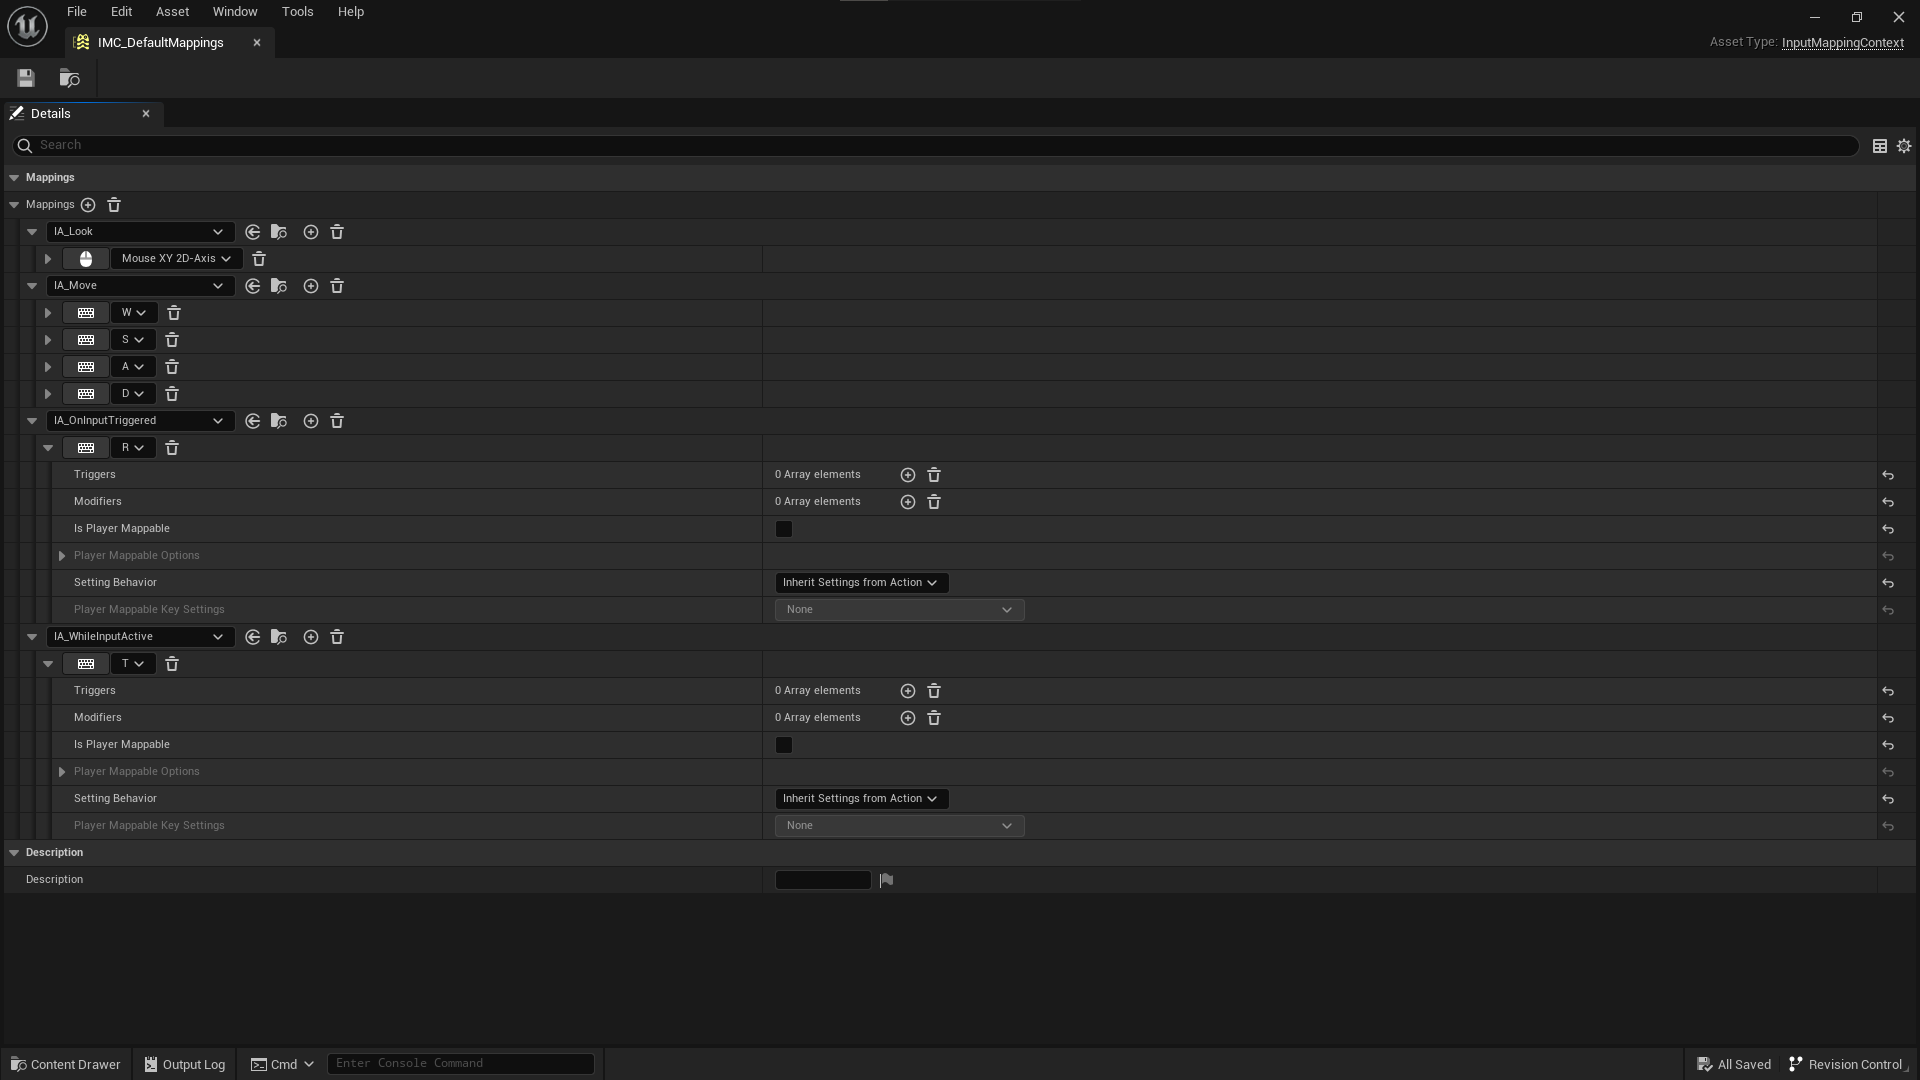 File Edit Asset Window Tools Help
IMC_DefaultMappings
Asset Type: InputMappingContext
Details
Search
Mappings
Mappings
IA_Look
Mouse XY 2D-Axis
IA_Move
W
S
A
D
IA_OnInputTriggered
R
Triggers 0 Array elements
Modifiers 0 Array elements
Is Player Mappable
Player Mappable Options
Setting Behavior Inherit Settings from Action
Player Mappable Key Settings None
IA_WhileInputActive
T
Triggers 0 Array elements
Modifiers 0 Array elements
Is Player Mappable
Player Mappable Options
Setting Behavior Inherit Settings from Action
Player Mappable Key Settings None
Description
Description
Content Drawer Output Log Cmd Enter Console Command All Saved Revision Control